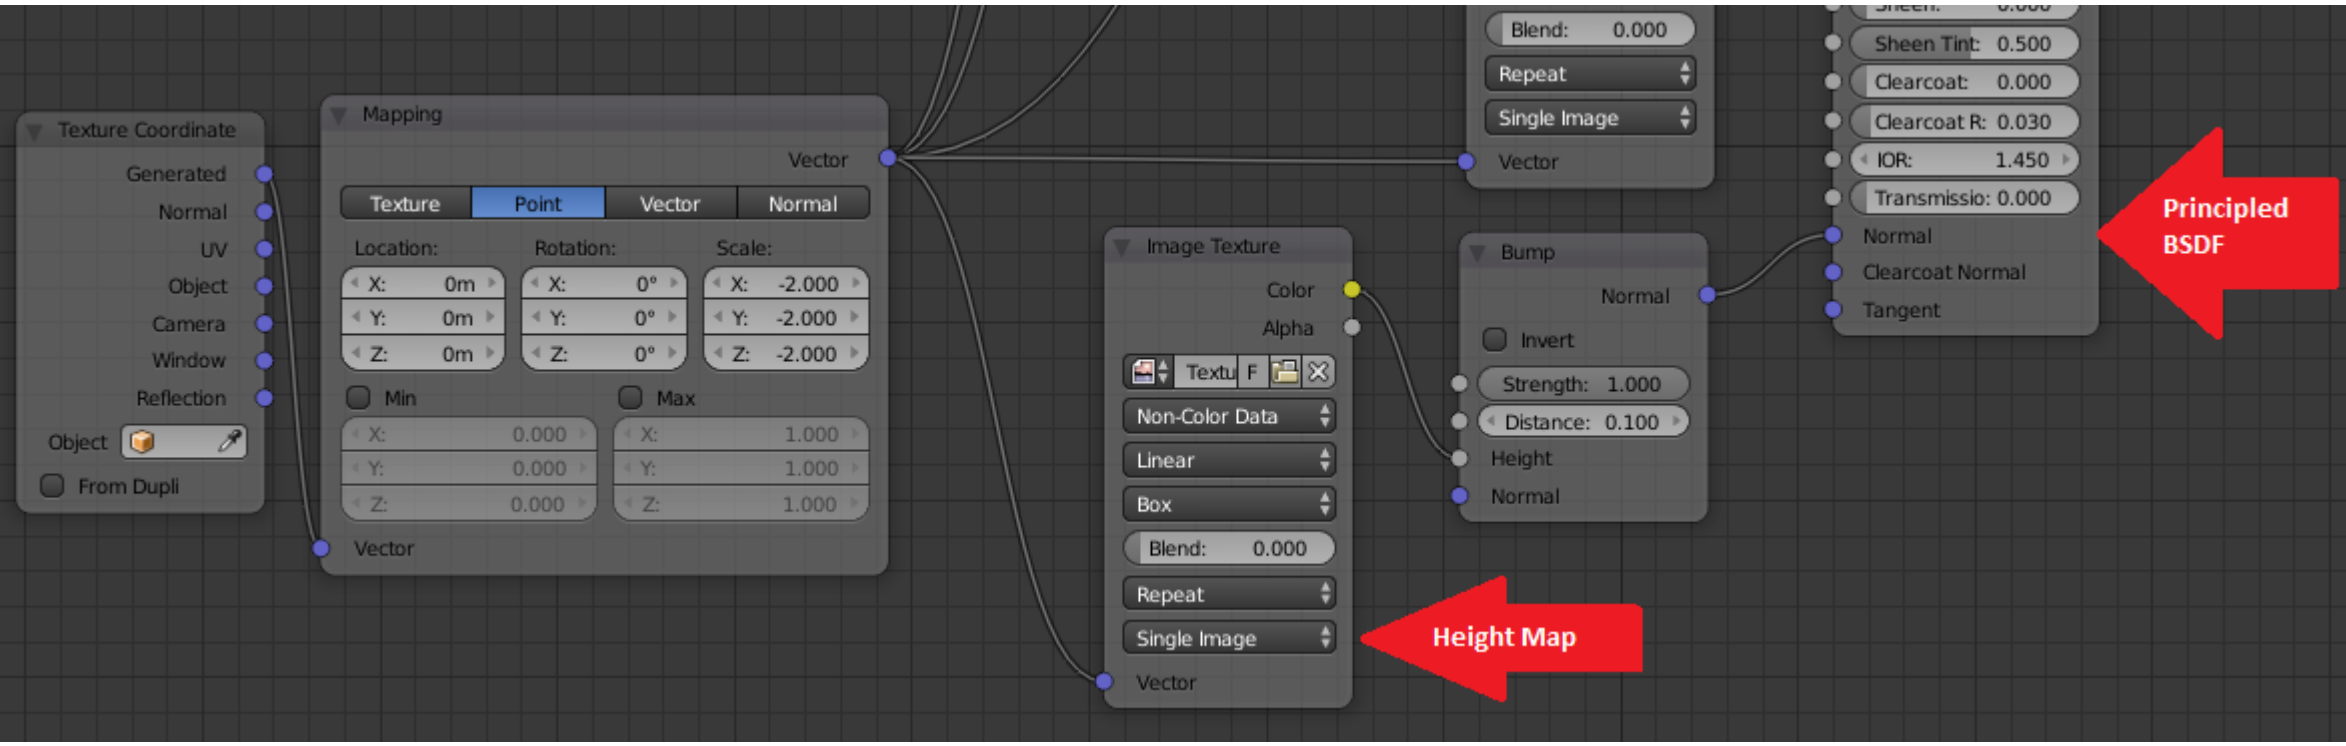 Texture Coordinate
Generated
Normal
UV
Object
Camera
Window
Reflection
Object
From Dupli
Mapping
Vector
Texture Point Vector Normal
Location: Rotation: Scale:
X: 0m X: 0° X: -2.000
Y: 0m Y: 0° Y: -2.000
Z: 0m Z: 0° Z: -2.000
Min Max
X: 0.000 X: 1.000
Y: 0.000 Y: 1.000
Z: 0.000 Z: 1.000
Vector
Blend: 0.000
Repeat
Single Image
Vector
Image Texture
Color
Alpha
Textu F
Non-Color Data
Linear
Box
Blend: 0.000
Repeat
Single Image
Vector
Height Map
Bump
Normal
Invert
Strength: 1.000
Distance: 0.100
Height
Normal
Sheen: 0.000
Sheen Tint: 0.500
Clearcoat: 0.000
Clearcoat R: 0.030
IOR: 1.450
Transmissio: 0.000
Normal
Clearcoat Normal
Tangent
Principled
BSDF